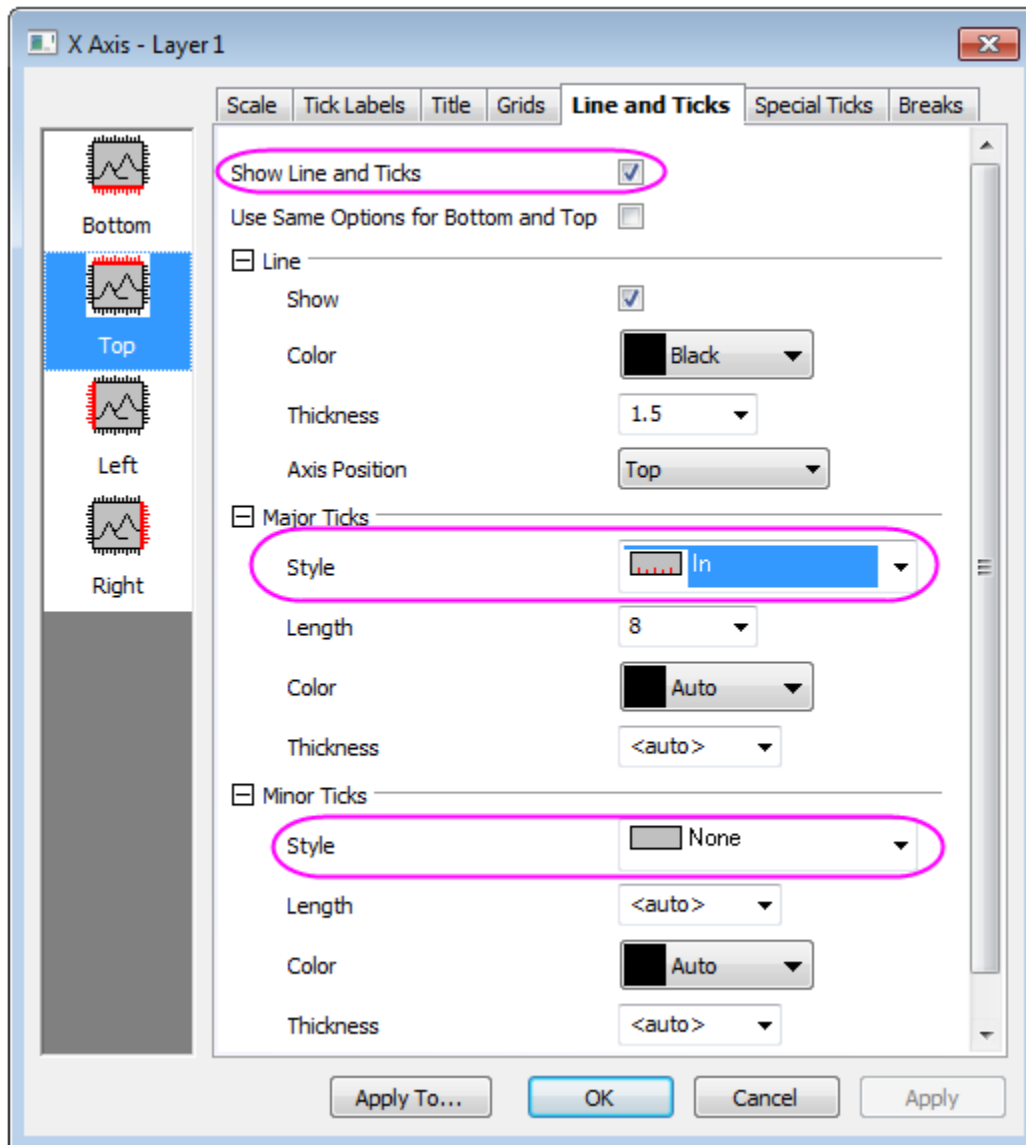 X Axis - Layer 1
Scale Tick Labels Title Grids Line and Ticks Special Ticks Breaks
Bottom
Top
Left
Right
Show Line and Ticks
Use Same Options for Bottom and Top
Line
Show
Color Black
Thickness 1.5
Axis Position Top
Major Ticks
Style In
Length 8
Color Auto
Thickness <auto>
Minor Ticks
Style None
Length <auto>
Color Auto
Thickness <auto>
Apply To... OK Cancel Apply